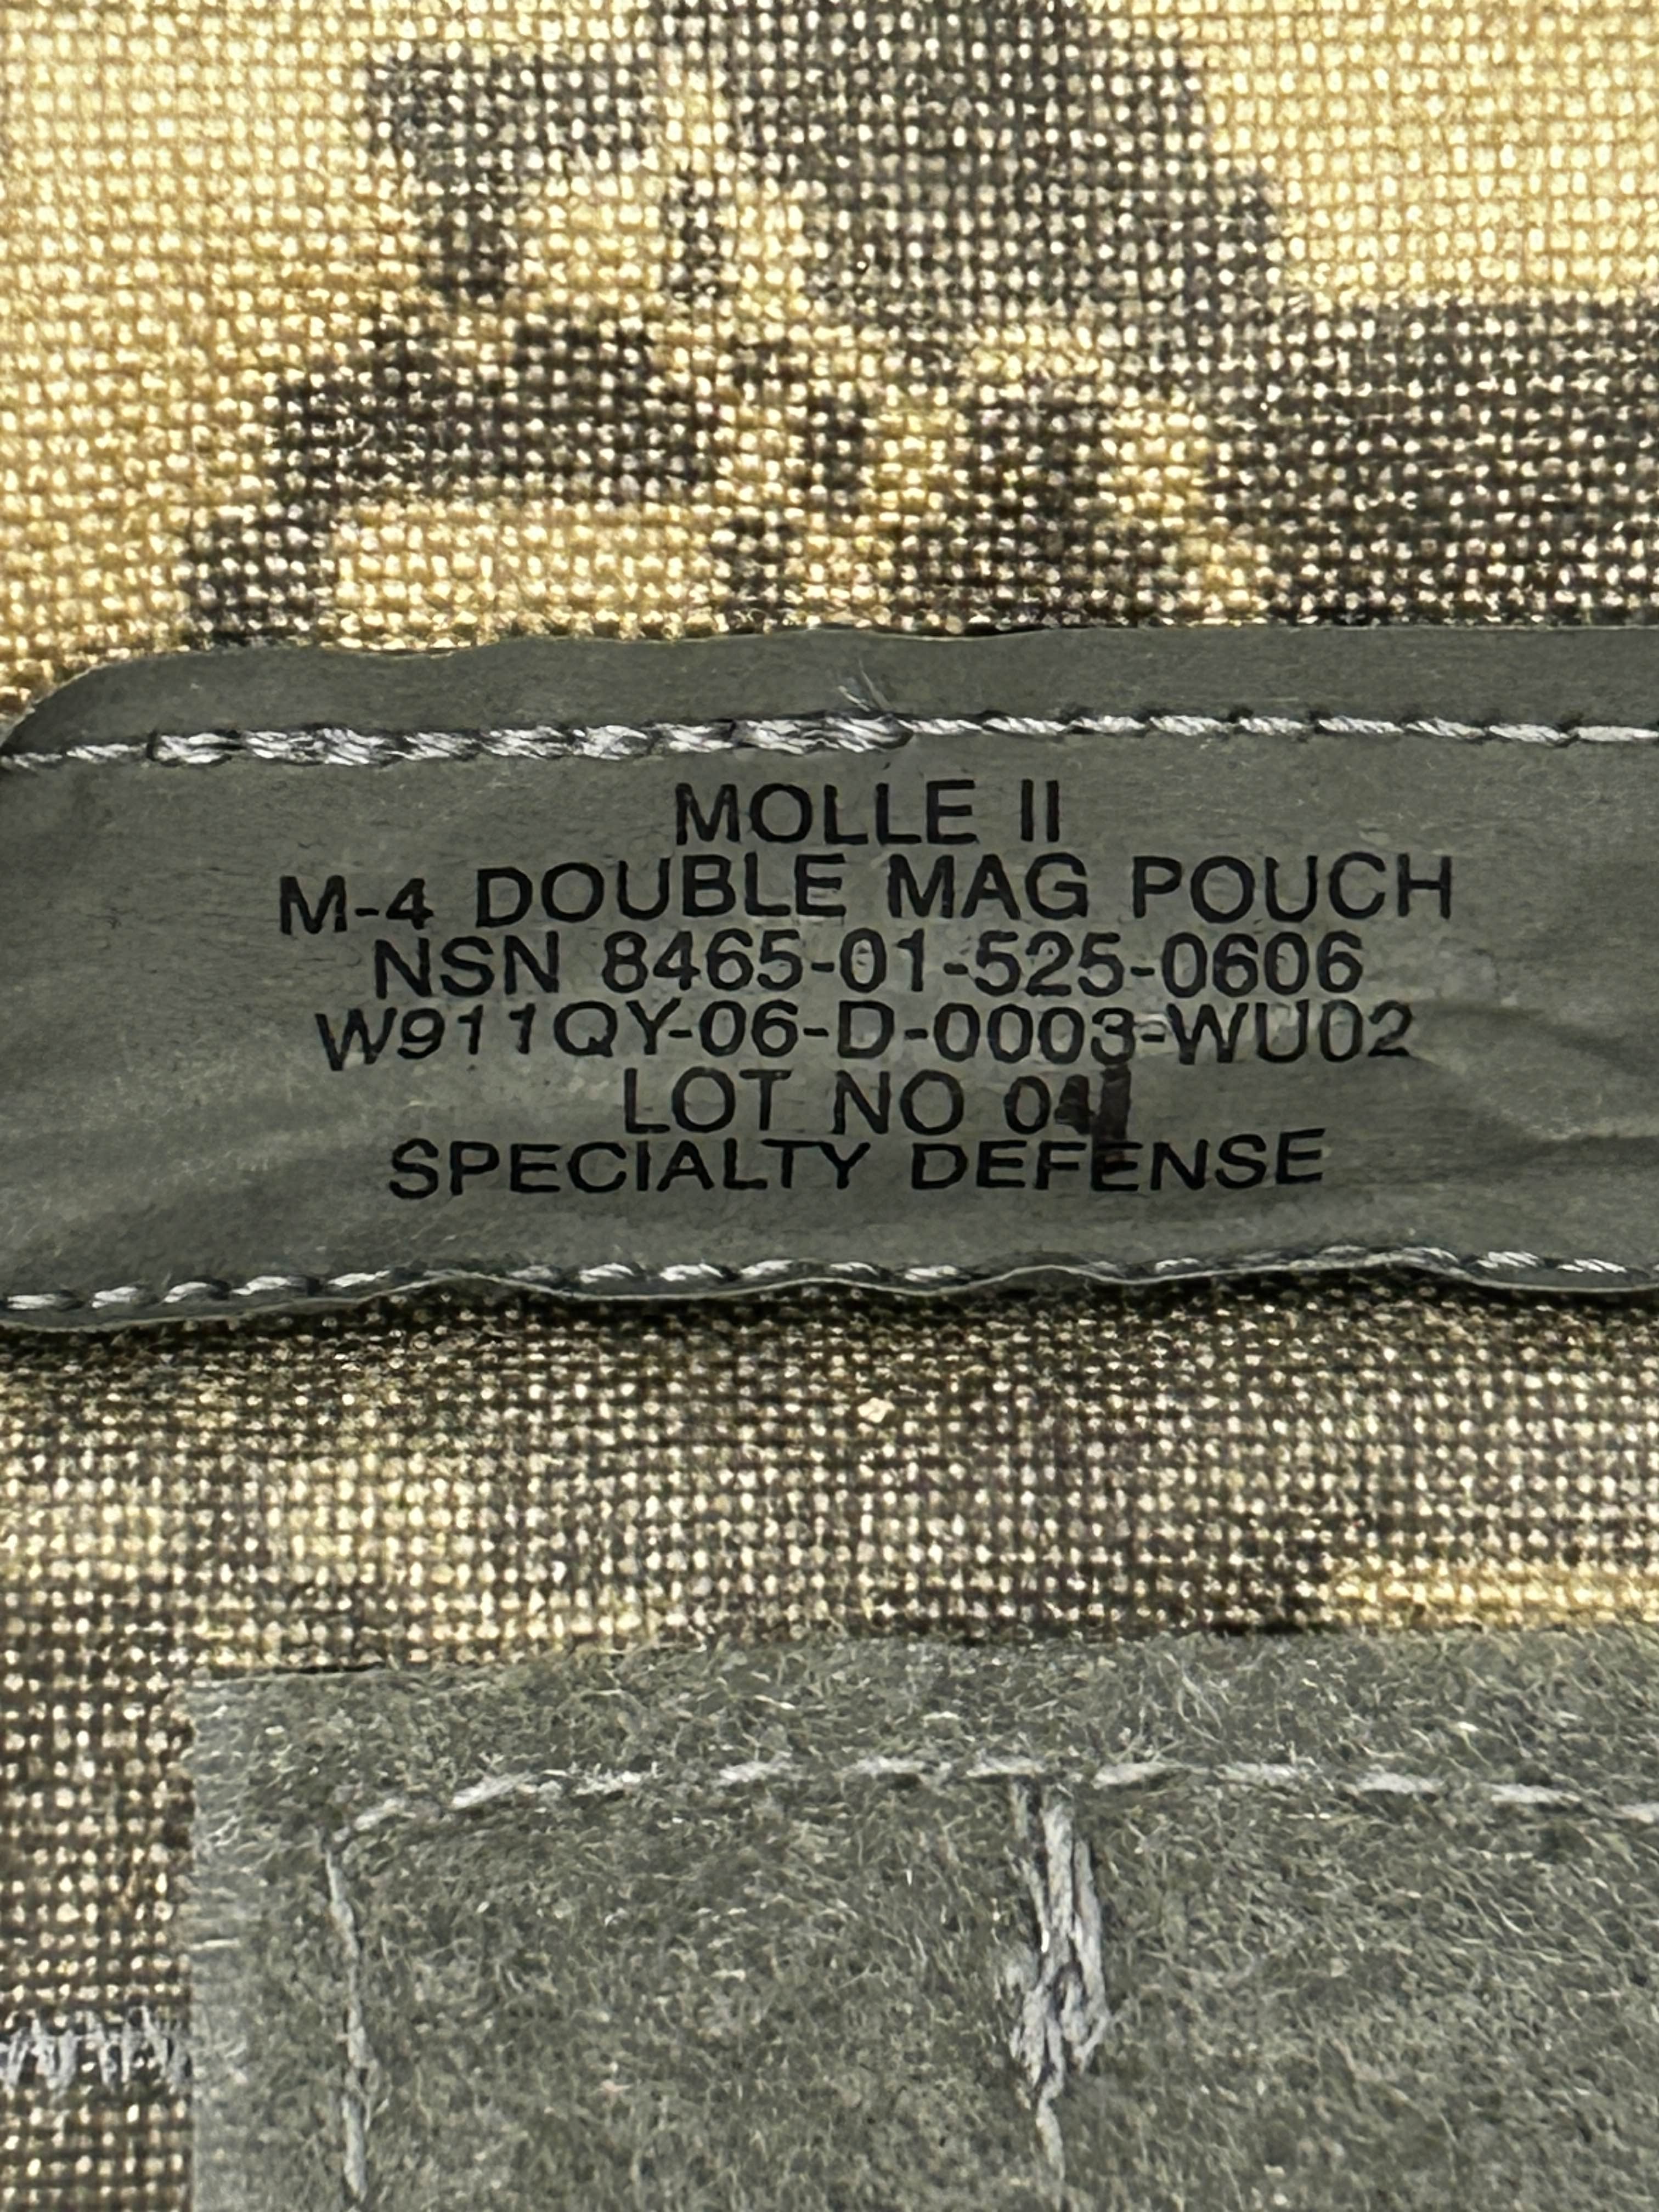 MOLLE II
M-4 DOUBLE MAG POUCH
NSN 8465-01-525-0606
W911QY-06-D-0003-WU02
LOT NO 04
SPECIALTY DEFENSE